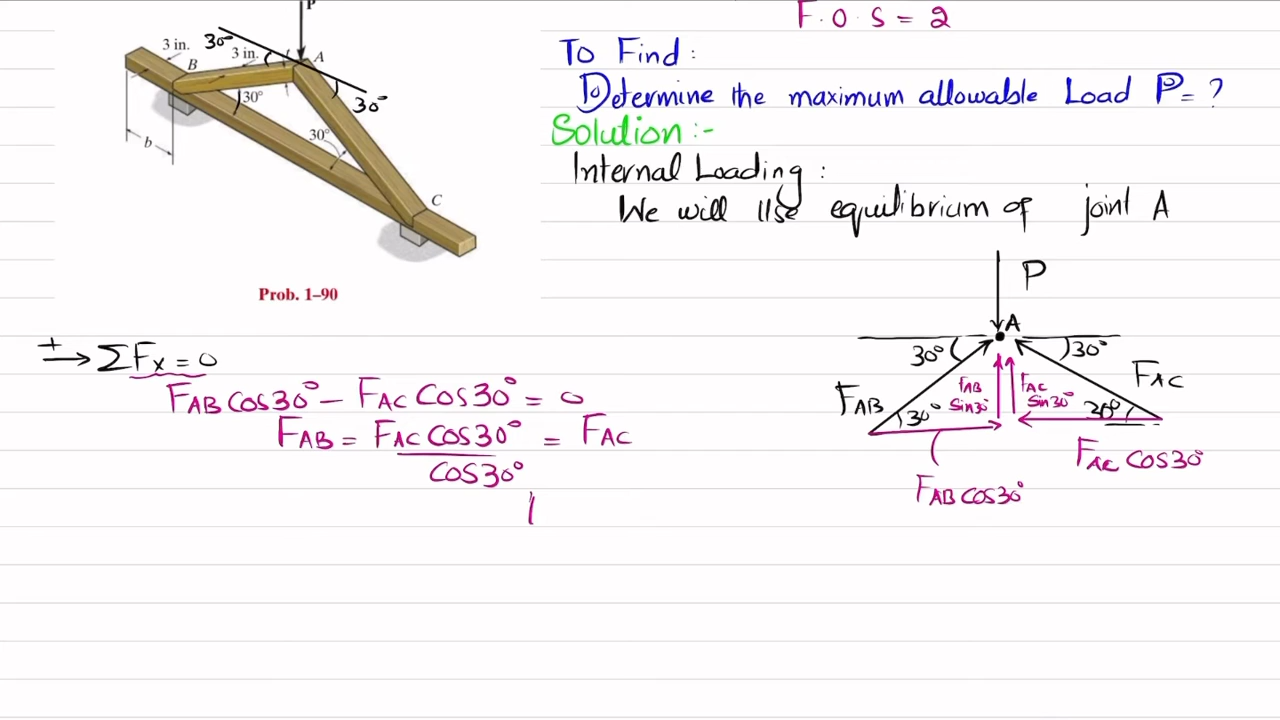 P
3 in.
30°
3 in.
B
A
30°
30°
30°
b
C
Prob. 1–90
F.O.S = 2
To Find:
Determine the maximum allowable Load P = ?
Solution :-
Internal Loading :
We will Use equilibrium of joint A
P
A
30°
30°
FAB
FAC
FAB Sin30°
FAC Sin30°
30°
30°
FAC COS30°
FAB COS30°
+→ ΣFx = 0
FAB COS30° - FAC COS30° = 0
FAB = FAC COS30° = FAC
COS30°